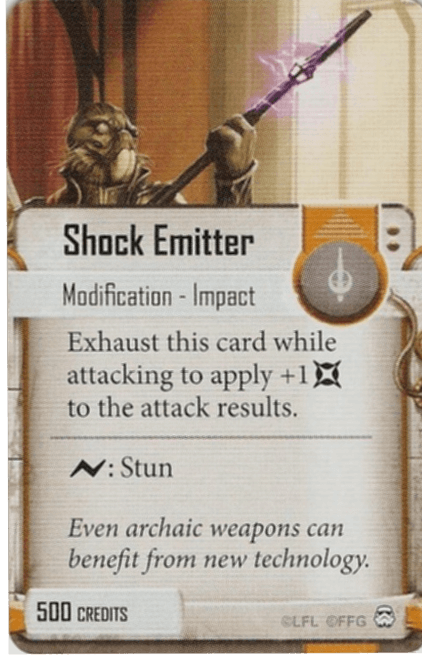 Shock Emitter
Modification - Impact
Exhaust this card while
attacking to apply +1
to the attack results.
: Stun
Even archaic weapons can
benefit from new technology.
500 CREDITS
©LFL ©FFG